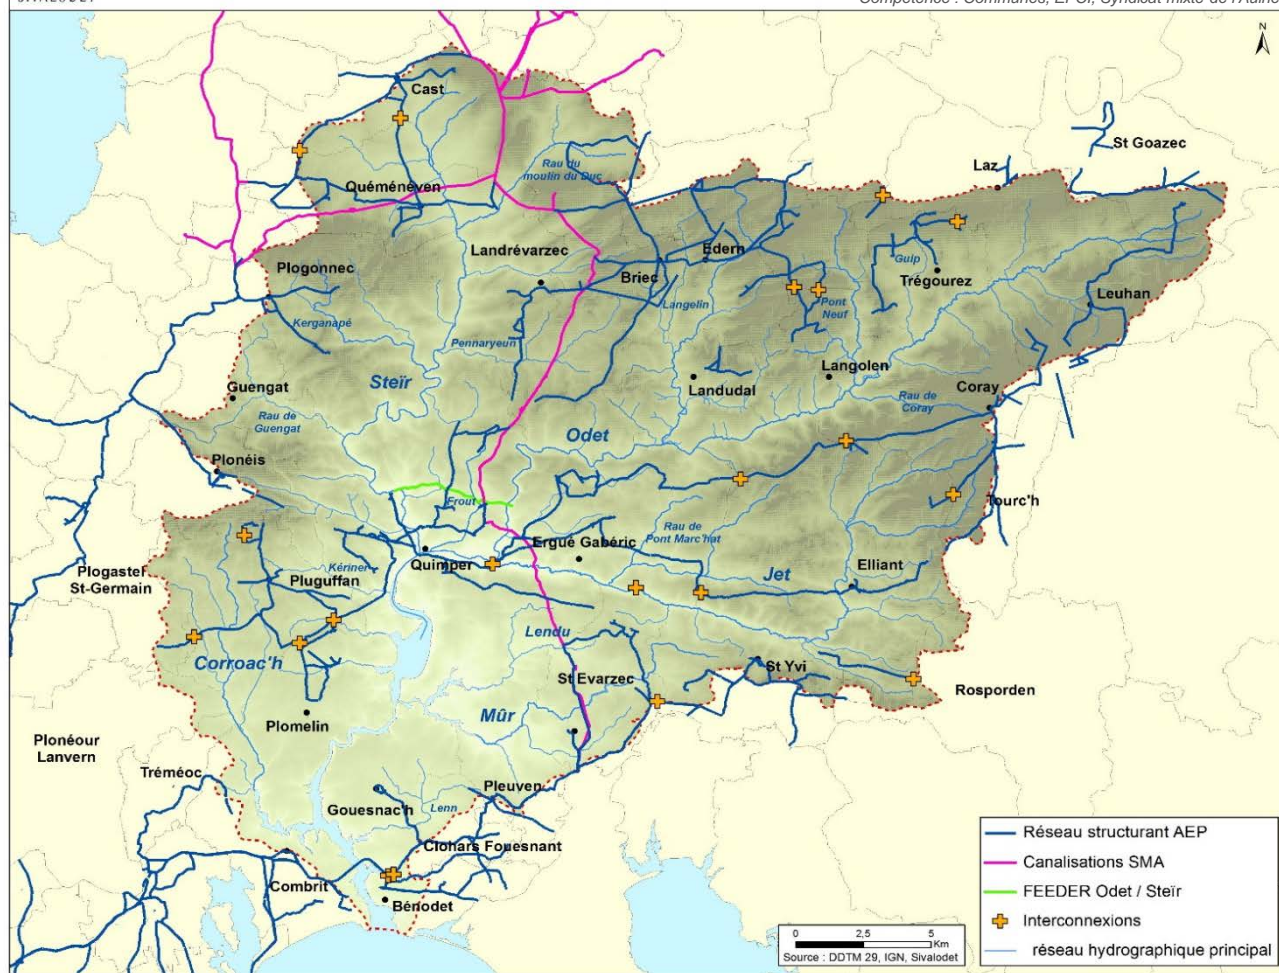 Compétence : Communes, EPCI, Syndicat mixte de l'Aulne
N
Cast
St Goazec
Laz
Rau du
moulin du Duc
Quéménéven
Landrévarzec
Edern
Guip
Plogonnec
Briec
Trégourez
Leuhan
Langelin
Pont
Neuf
Kerganapé
Pennaryeun
Steïr
Guengat
Landudal
Langolen
Coray
Rau de
Coray
Rau de
Guengat
Odet
Plonéis
Frout
Tourc'h
Rau de
Pont Marc'hat
Ergué Gabéric
Quimper
Jet
Elliant
Kériner
Plogastel
St-Germain
Pluguffan
Lendu
Corroac'h
St Evarzec
St Yvi
Rosporden
Plomelin
Mûr
Plonéour
Lanvern
Tréméoc
Pleuven
Gouesnac'h
Lenn
Clohars Fouesnant
Combrit
Bénodet
Réseau structurant AEP
Canalisations SMA
FEEDER Odet / Steïr
Interconnexions
réseau hydrographique principal
0 2,5 5
Km
Source : DDTM 29, IGN, Sivalodet